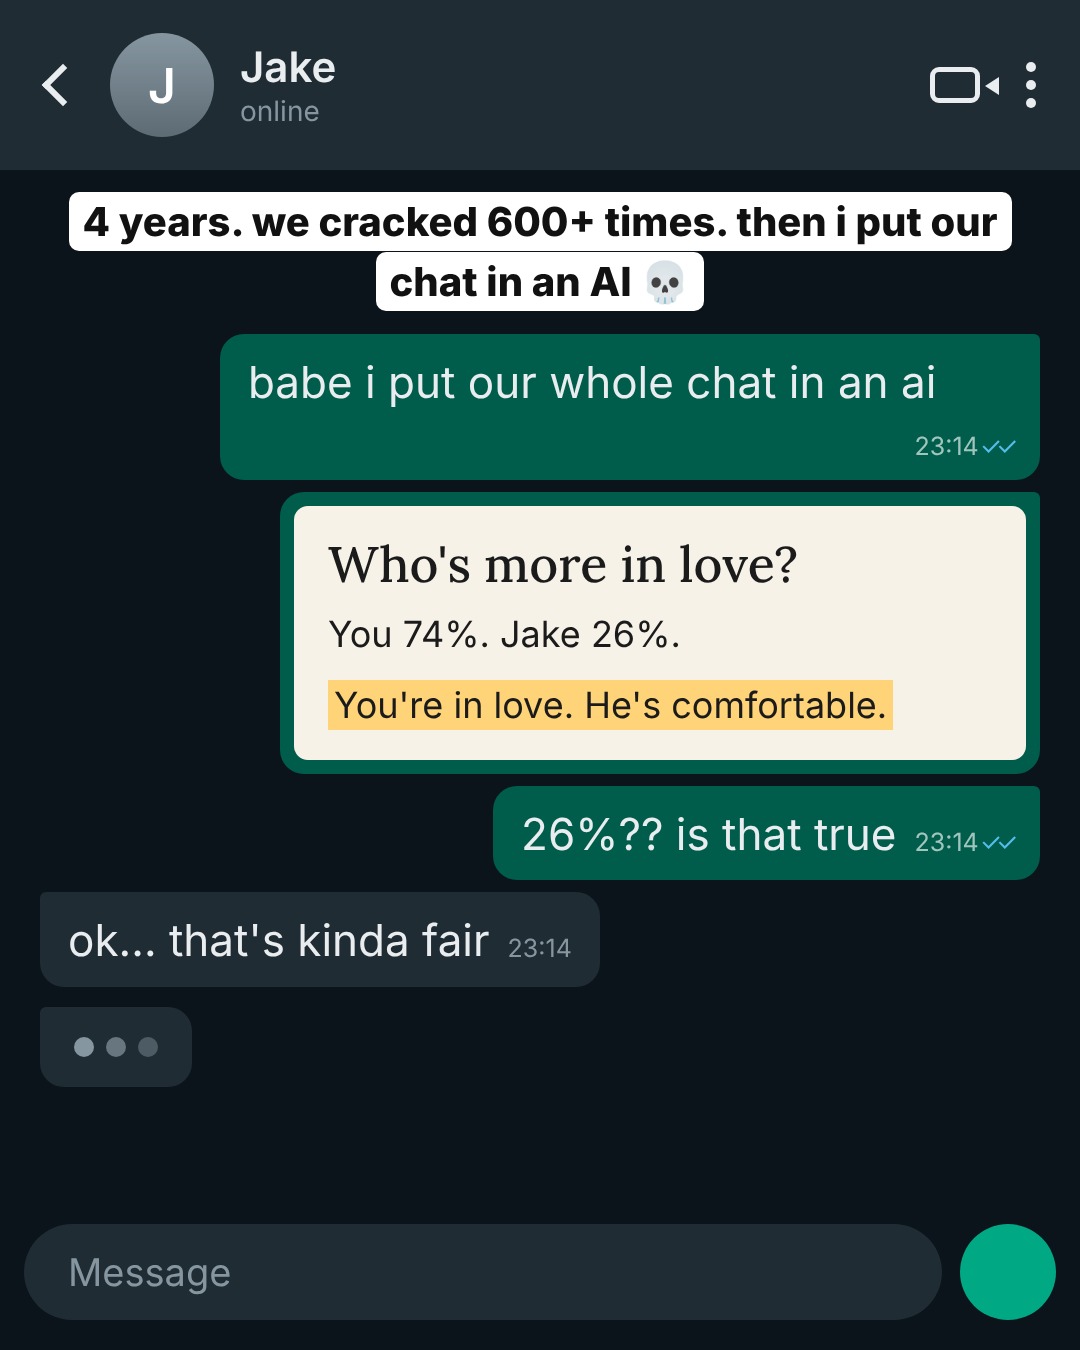 J
Jake
online
4 years. we cracked 600+ times. then i put our
chat in an AI 💀
babe i put our whole chat in an ai
23:14
Who's more in love?
You 74%. Jake 26%.
You're in love. He's comfortable.
26%?? is that true 23:14
ok... that's kinda fair 23:14
Message